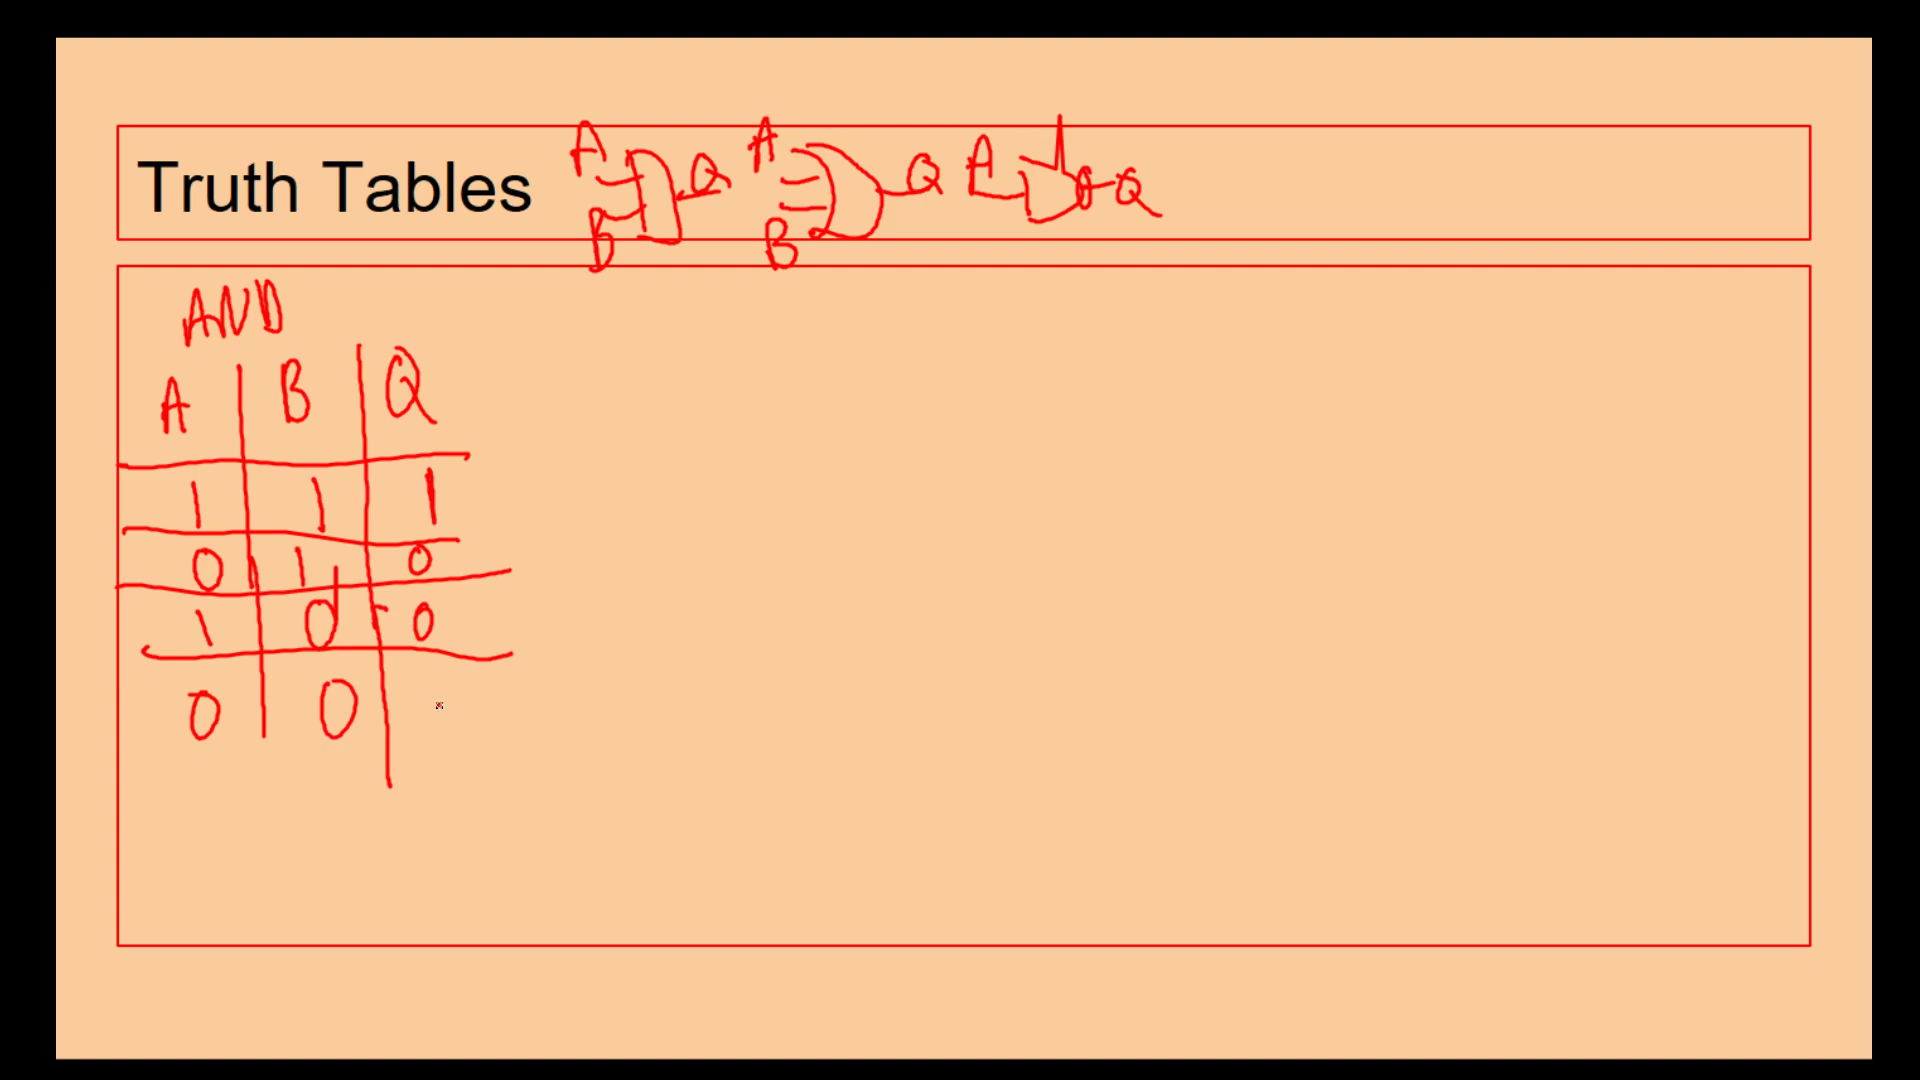 Truth Tables A B Q A B Q A Q
AND
A B Q
1 1 1
0 1 0
1 0 0
0 0